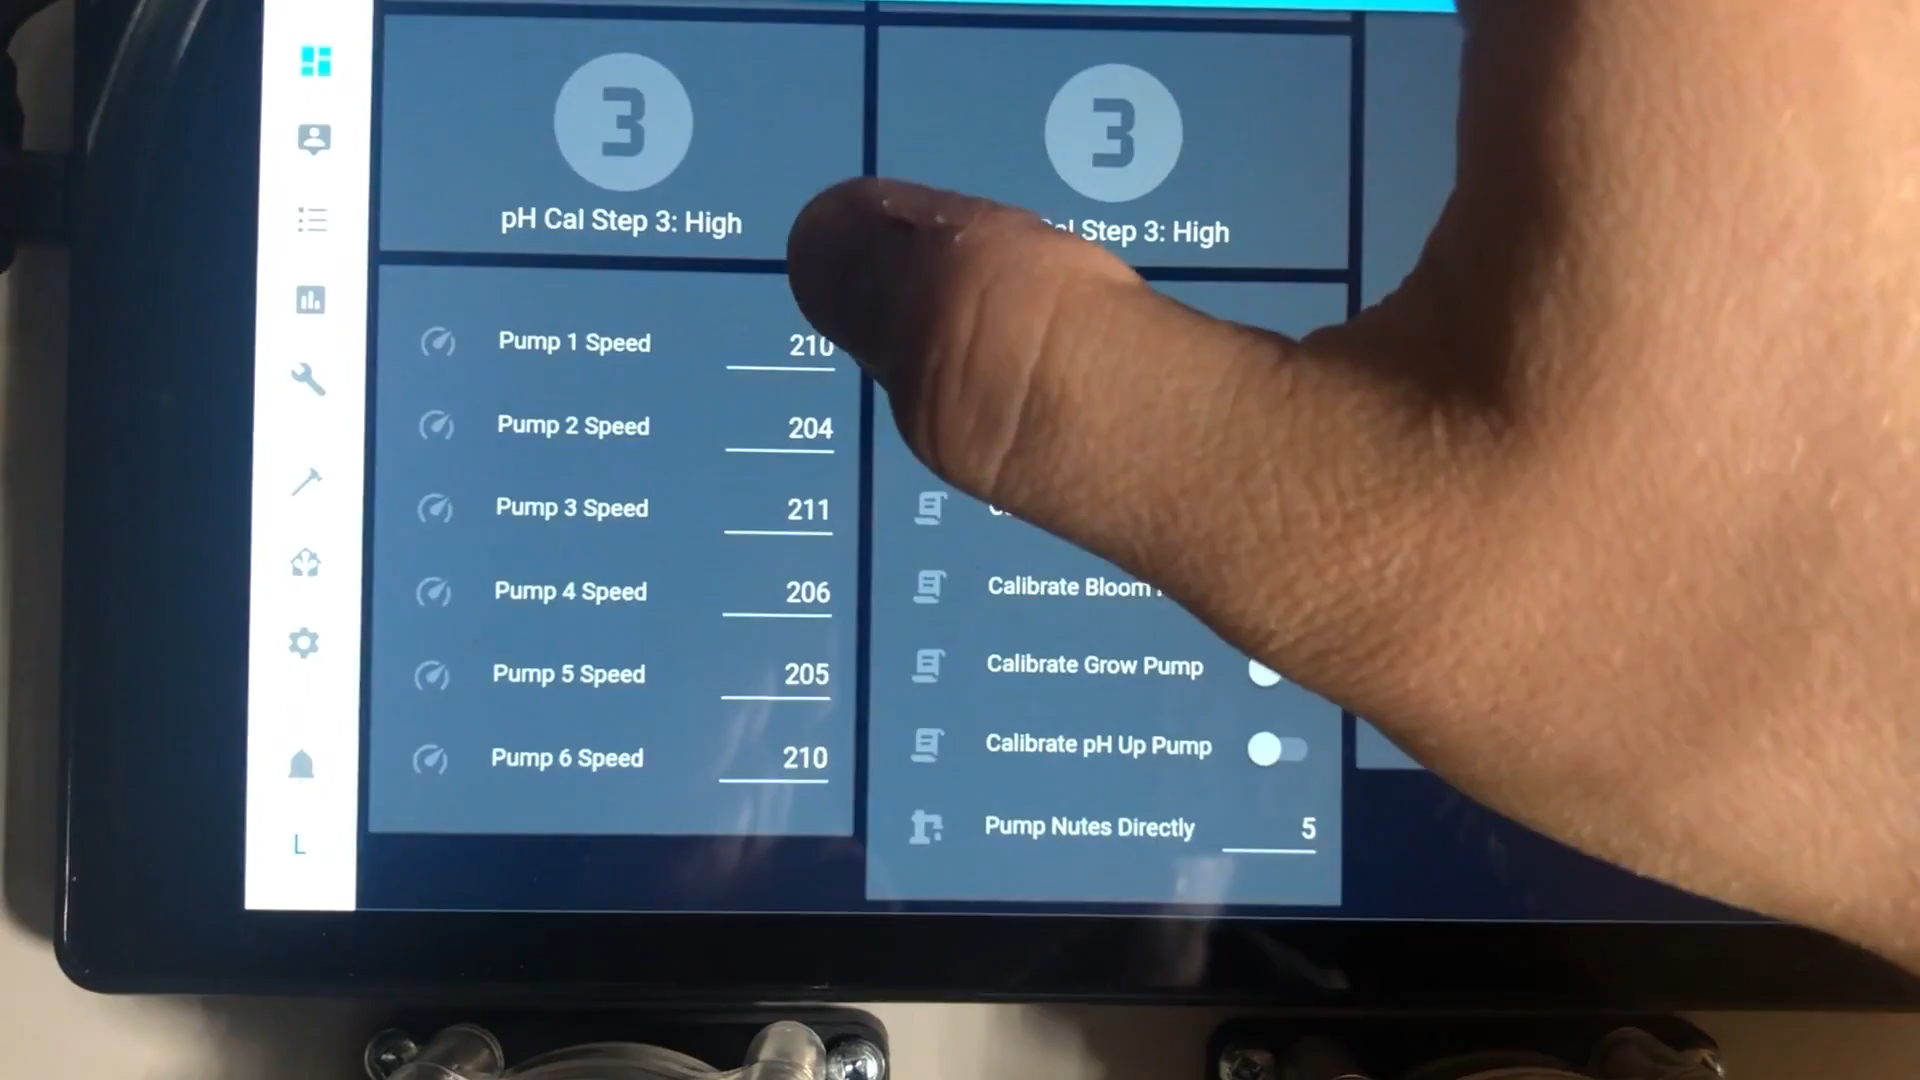 3
pH Cal Step 3: High
3
Step 3: High
Pump 1 Speed 210
Pump 2 Speed 204
Pump 3 Speed 211
Pump 4 Speed 206
Pump 5 Speed 205
Pump 6 Speed 210
Calibrate Bloom
Calibrate Grow Pump
Calibrate pH Up Pump
Pump Nutes Directly 5
L